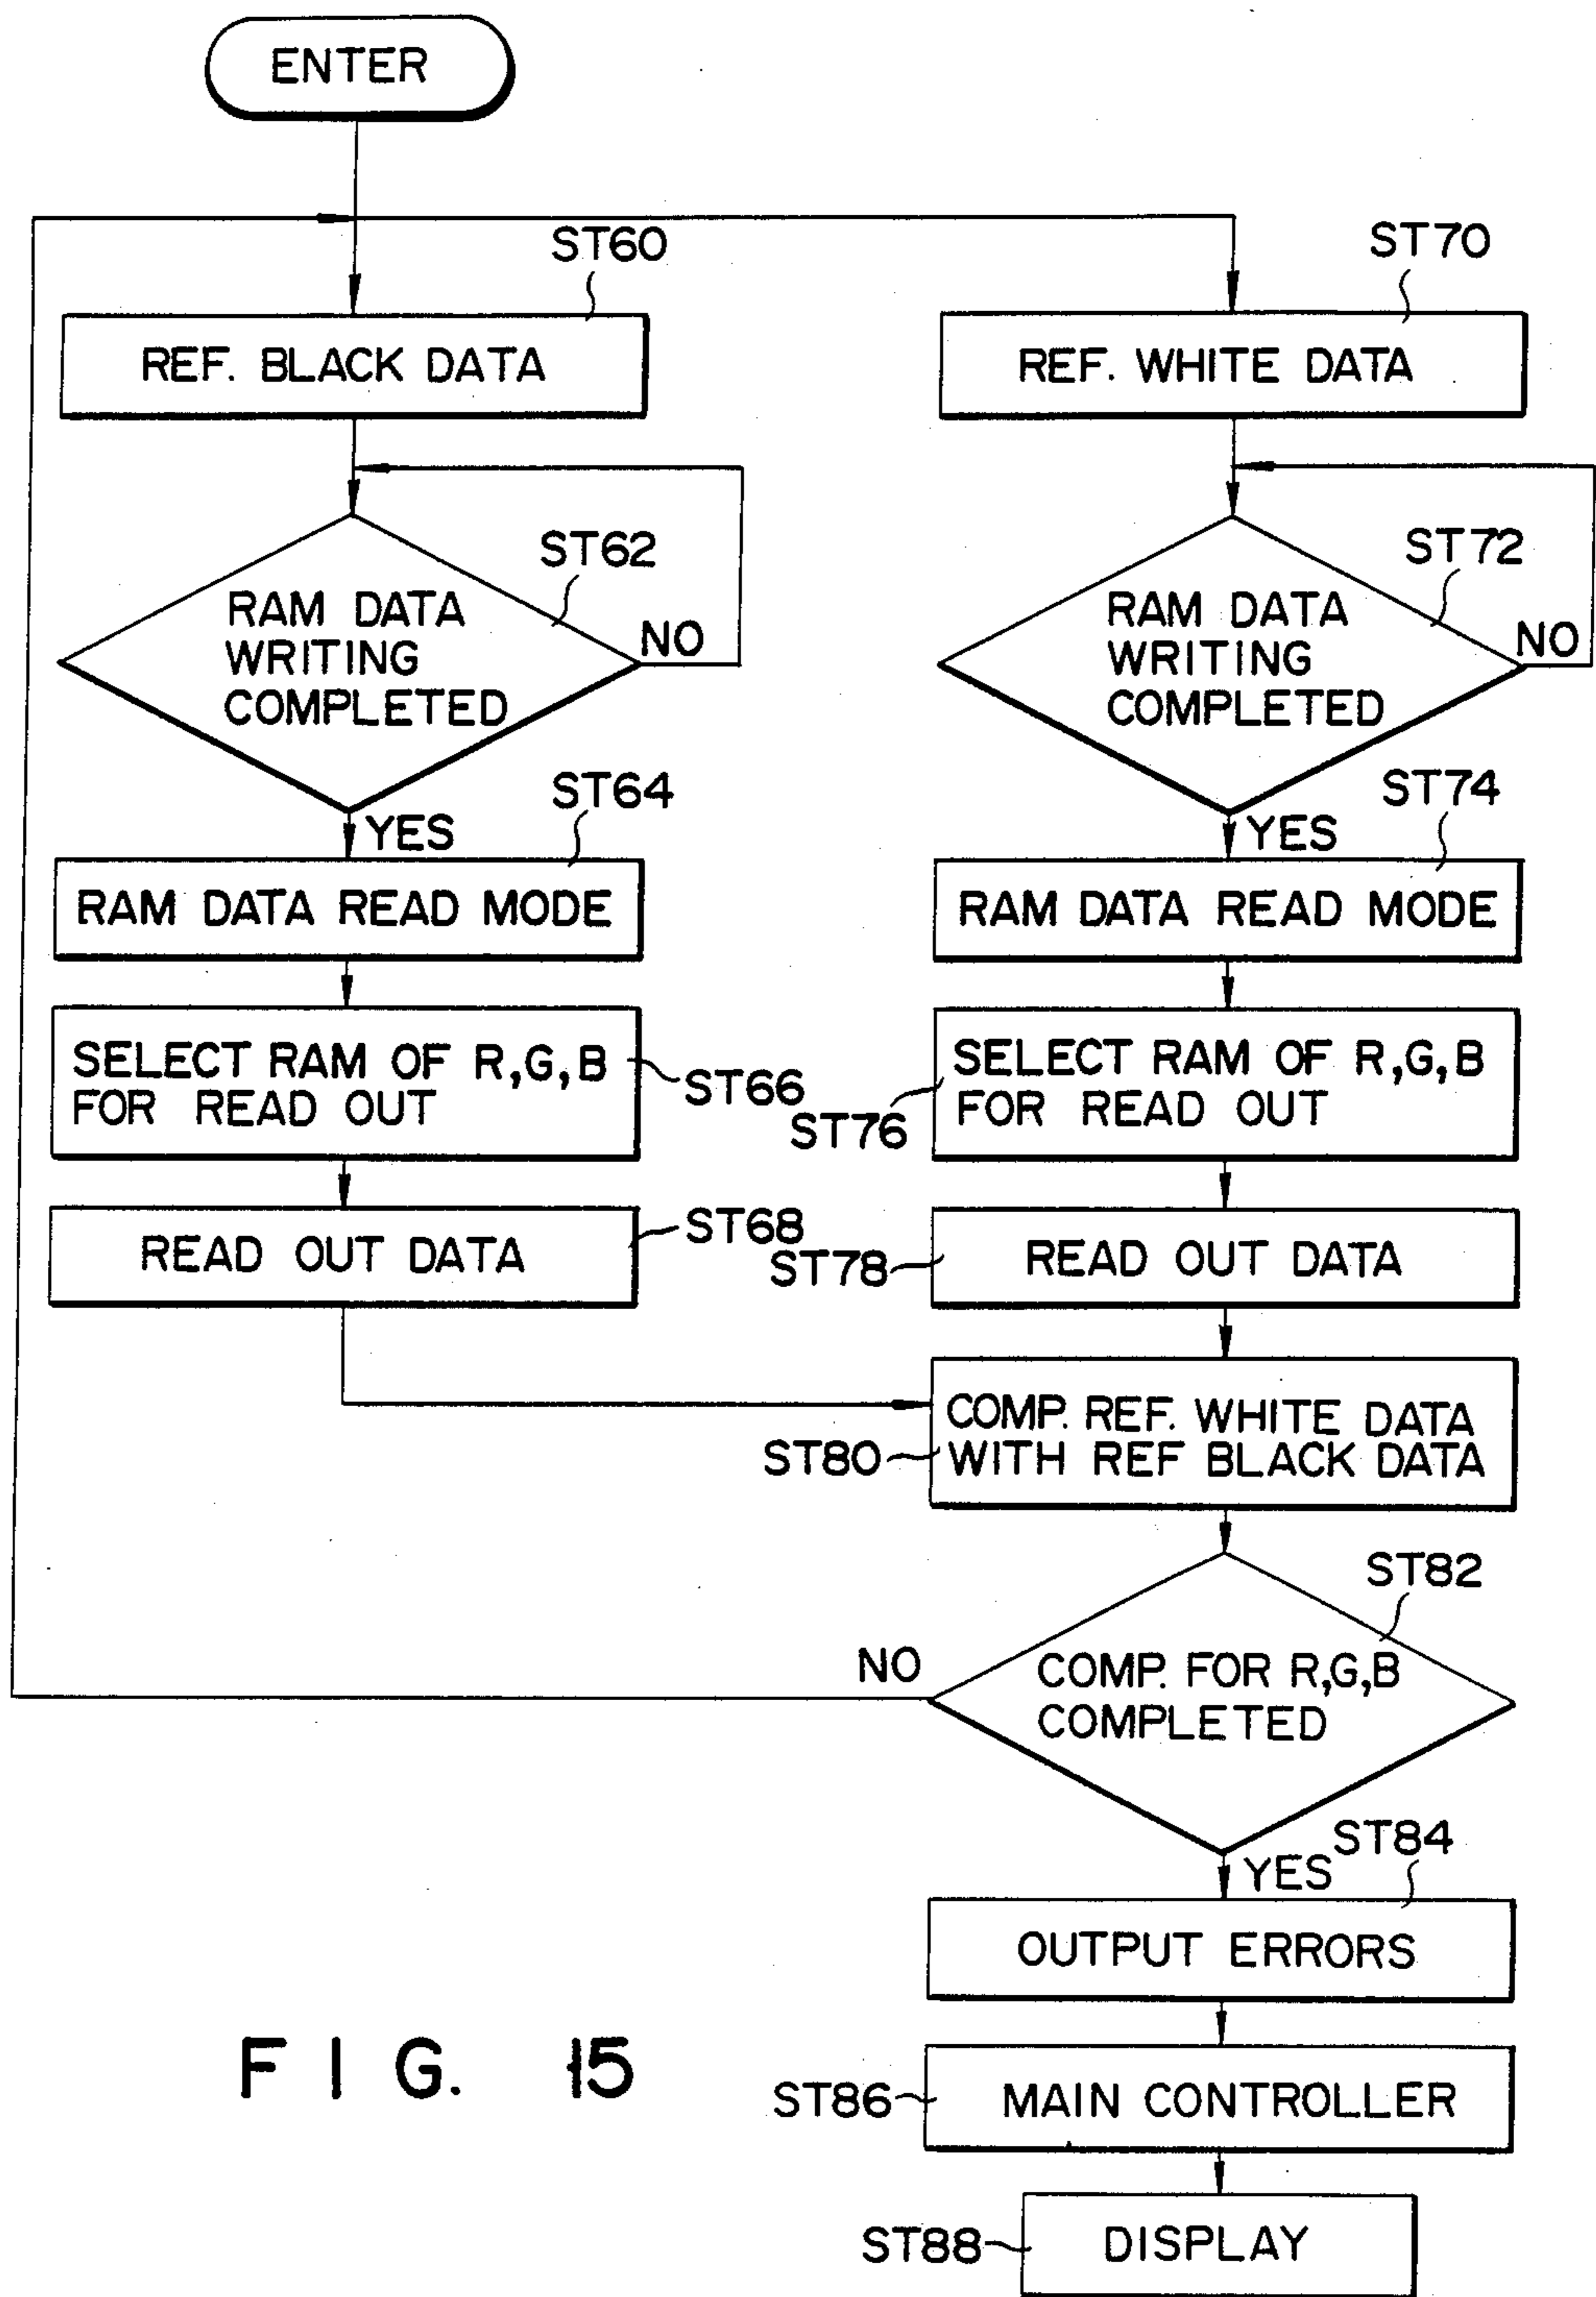 ENTER
ST60
REF. BLACK DATA
ST62
RAM DATA
WRITING
COMPLETED
NO
YES
ST64
RAM DATA READ MODE
SELECT RAM OF R,G,B
FOR READ OUT
ST66
READ OUT DATA
ST68
ST70
REF. WHITE DATA
ST72
RAM DATA
WRITING
COMPLETED
NO
YES
ST74
RAM DATA READ MODE
SELECT RAM OF R,G,B
FOR READ OUT
ST76
READ OUT DATA
ST78
COMP. REF. WHITE DATA
WITH REF BLACK DATA
ST80
ST82
COMP. FOR R,G,B
COMPLETED
NO
YES
ST84
OUTPUT ERRORS
ST86
MAIN CONTROLLER
ST88
DISPLAY
FIG. 15